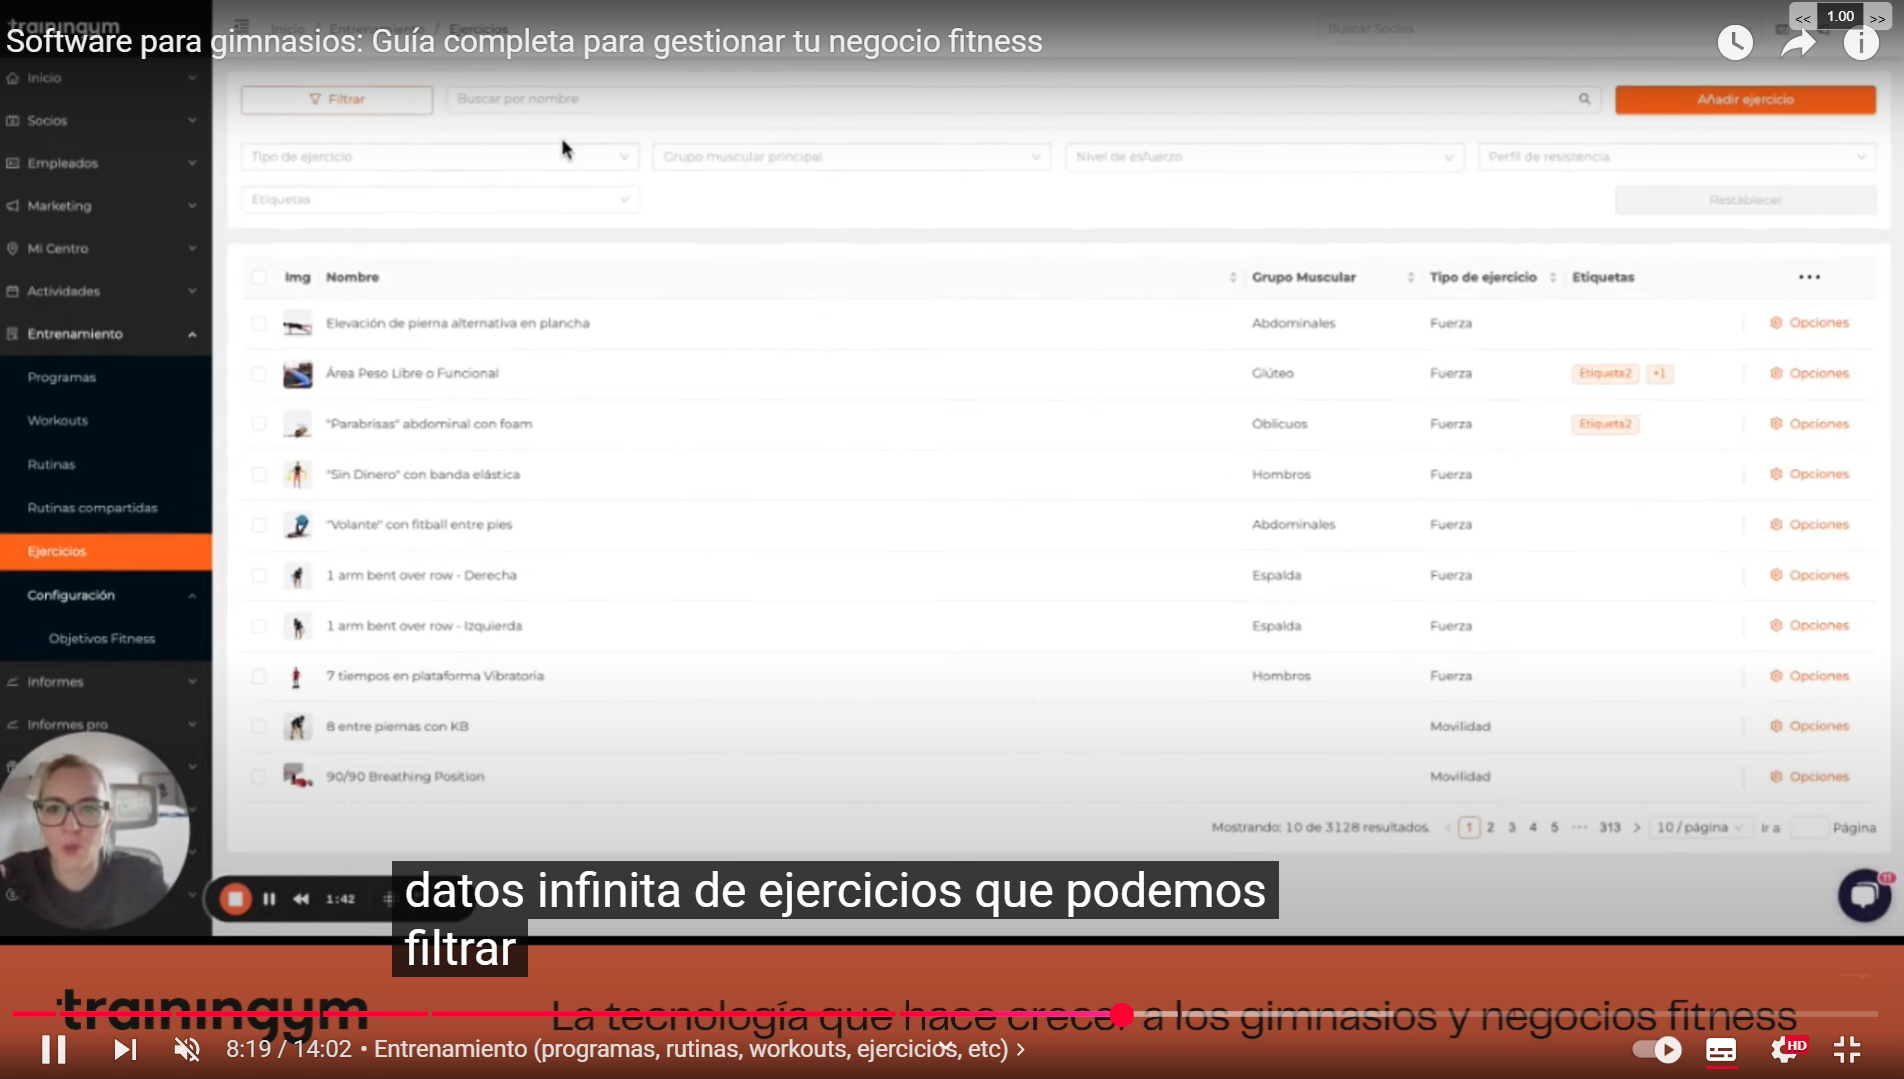 trainingym
Inicio / Entrenamiento / Ejercicios
Buscar Socios
<< 1.00 >>
Software para gimnasios: Guía completa para gestionar tu negocio fitness
Inicio
Socios
Empleados
Marketing
Mi Centro
Actividades
Entrenamiento
Programas
Workouts
Rutinas
Rutinas compartidas
Ejercicios
Configuración
Objetivos Fitness
Informes
Informes pro
Filtrar
Buscar por nombre
Añadir ejercicio
Tipo de ejercicio
Grupo muscular principal
Nivel de esfuerzo
Perfil de resistencia
Etiquetas
Restablecer
Img Nombre Grupo Muscular Tipo de ejercicio Etiquetas •••
Elevación de pierna alternativa en plancha Abdominales Fuerza Opciones
Área Peso Libre o Funcional Glúteo Fuerza Etiqueta2 +1 Opciones
"Parabrisas" abdominal con foam Oblicuos Fuerza Etiqueta2 Opciones
"Sin Dinero" con banda elástica Hombros Fuerza Opciones
"Volante" con fitball entre pies Abdominales Fuerza Opciones
1 arm bent over row - Derecha Espalda Fuerza Opciones
1 arm bent over row - Izquierda Espalda Fuerza Opciones
7 tiempos en plataforma Vibratoria Hombros Fuerza Opciones
8 entre piernas con KB Movilidad Opciones
90/90 Breathing Position Movilidad Opciones
Mostrando: 10 de 3128 resultados. < 1 2 3 4 5 ••• 313 > 10 / página Ir a Página
11
1:42
datos infinita de ejercicios que podemos
filtrar
trainingym
La tecnología que hace crecer a los gimnasios y negocios fitness
8:19 / 14:02 • Entrenamiento (programas, rutinas, workouts, ejercicios, etc) >
HD